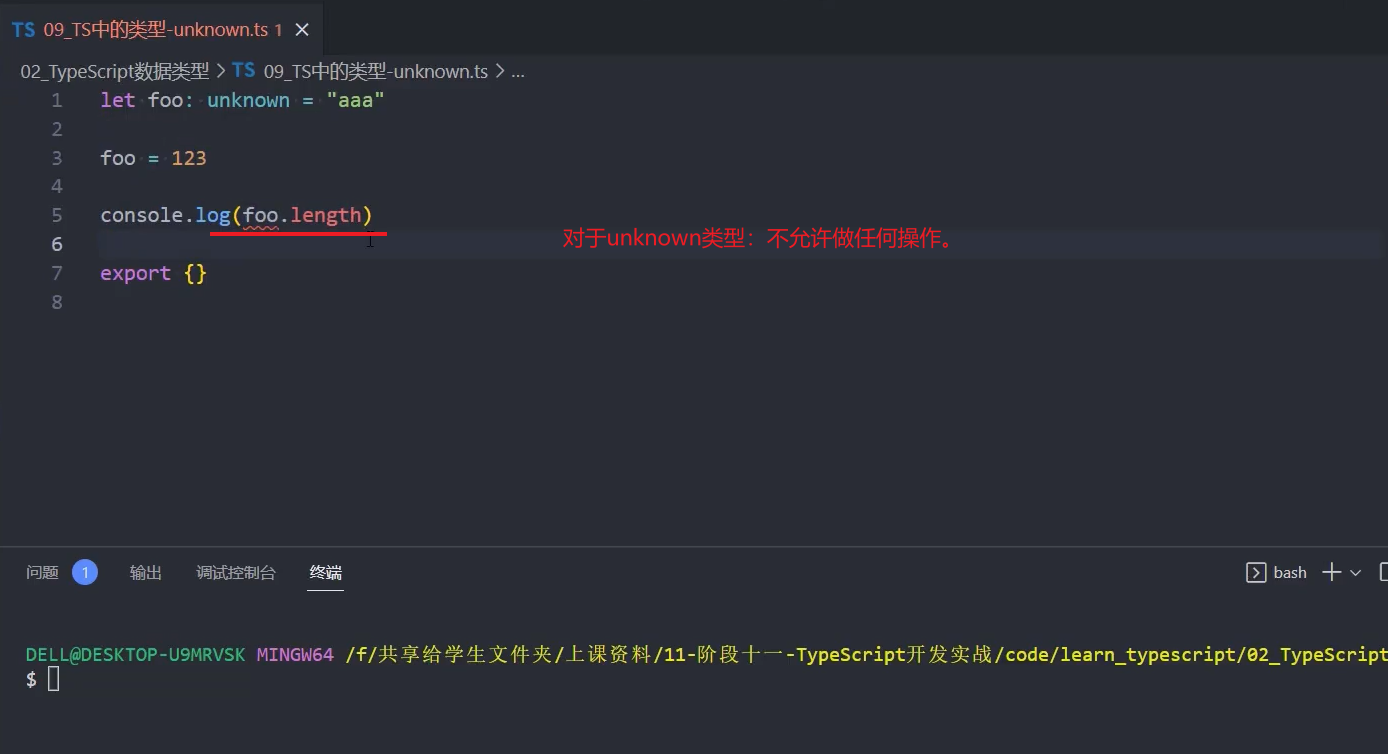 TS 09_TS中的类型-unknown.ts 1
02_TypeScript数据类型 > TS 09_TS中的类型-unknown.ts > ...
1 let foo: unknown = "aaa"
2
3 foo = 123
4
5 console.log(foo.length)
6 对于unknown类型：不允许做任何操作。
7 export {}
8
问题 1 输出 调试控制台 终端 bash
DELL@DESKTOP-U9MRVSK MINGW64 /f/共享给学生文件夹/上课资料/11-阶段十一-TypeScript开发实战/code/learn_typescript/02_TypeScript
$